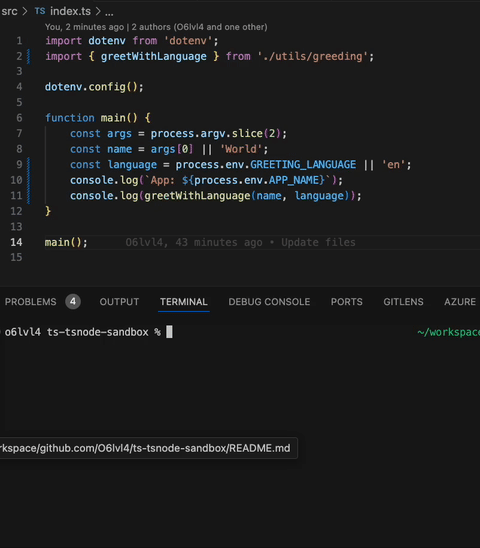 src > TS index.ts > ...
You, 2 minutes ago | 2 authors (O6lvl4 and one other)
1 import dotenv from 'dotenv';
2 import { greetWithLanguage } from './utils/greeding';
3
4 dotenv.config();
5
6 function main() {
7 const args = process.argv.slice(2);
8 const name = args[0] || 'World';
9 const language = process.env.GREETING_LANGUAGE || 'en';
10 console.log(`App: ${process.env.APP_NAME}`);
11 console.log(greetWithLanguage(name, language));
12 }
13
14 main(); O6lvl4, 43 minutes ago • Update files
15
PROBLEMS 4 OUTPUT TERMINAL DEBUG CONSOLE PORTS GITLENS AZURE
o6lvl4 ts-tsnode-sandbox % ~/workspace
rkspace/github.com/O6lvl4/ts-tsnode-sandbox/README.md